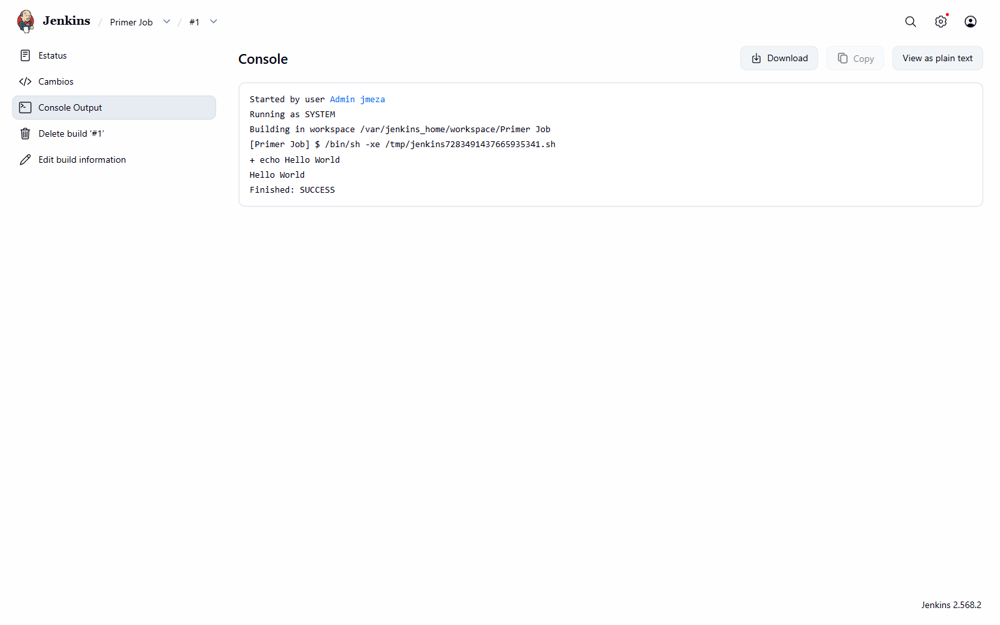 Jenkins / Primer Job / #1
Estatus
Cambios
Console Output
Delete build ‘#1’
Edit build information
Console
Download
Copy
View as plain text
Started by user Admin jmeza
Running as SYSTEM
Building in workspace /var/jenkins_home/workspace/Primer Job
[Primer Job] $ /bin/sh -xe /tmp/jenkins7283491437665935341.sh
+ echo Hello World
Hello World
Finished: SUCCESS
Jenkins 2.568.2